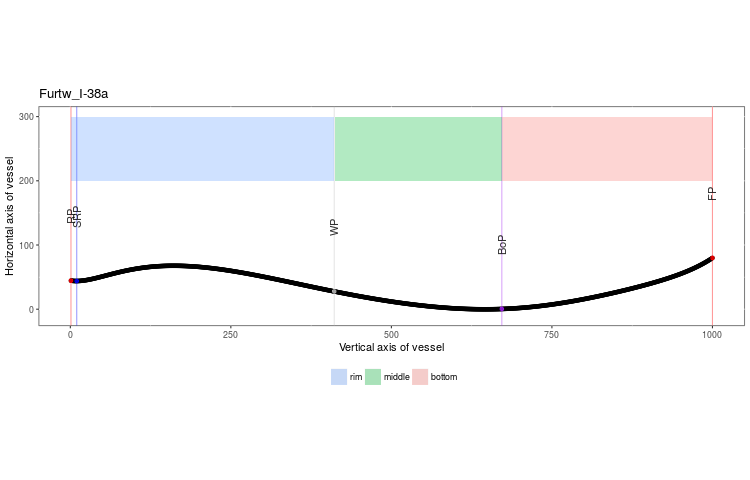 Furtw_I-38a
300
200
100
0
Horizontal axis of vessel
RP
SRP
WP
BoP
FP
0
250
500
750
1000
Vertical axis of vessel
rim
middle
bottom